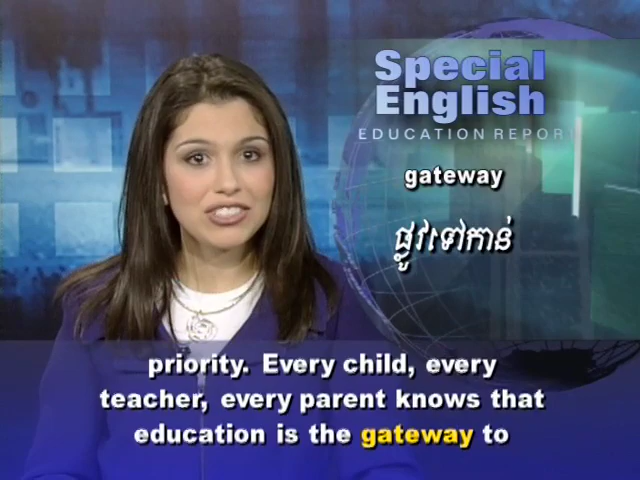 Special
English
EDUCATION REPORT
gateway
ផ្លូវទៅកាន់
priority. Every child, every
teacher, every parent knows that
education is the gateway to